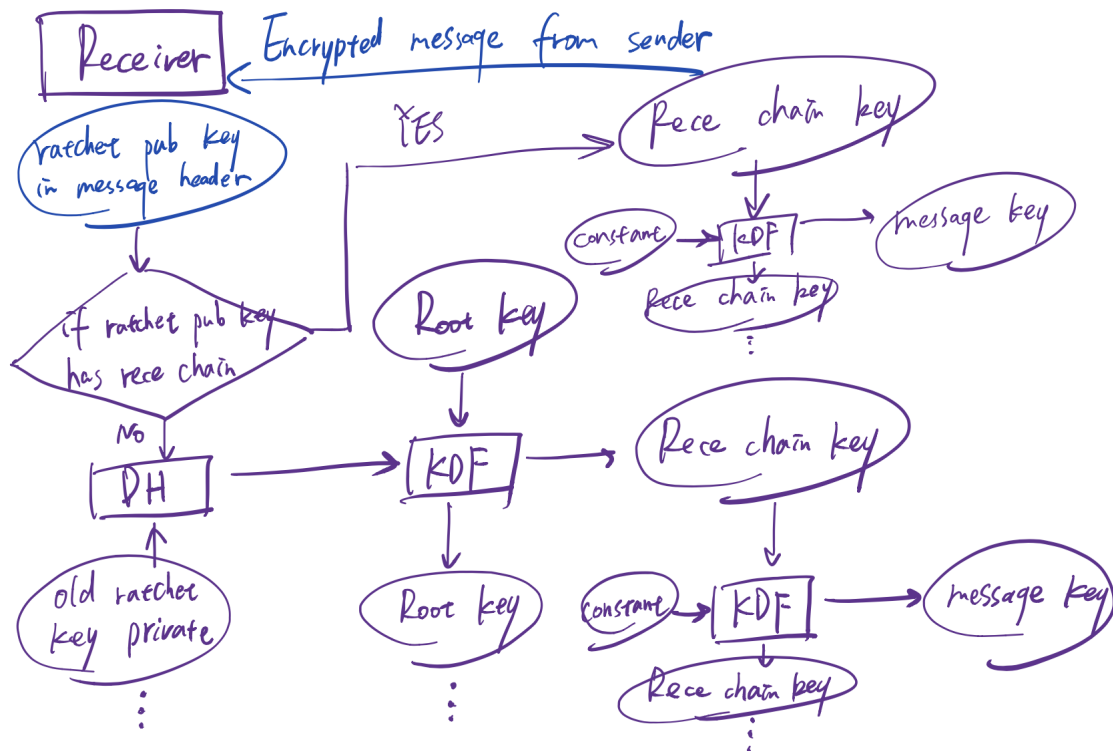 Receiver
Encrypted message from sender
ratchet pub key
in message header
YES
Rece chain key
constant
KDF
message key
Rece chain key
if ratchet pub key
has rece chain
Root key
No
DH
KDF
Rece chain key
old ratchet
key private
Root key
constant
KDF
message key
Rece chain key